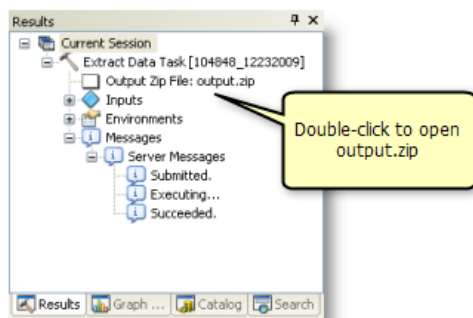 Results
Current Session
Extract Data Task [104848_12232009]
Output Zip File: output.zip
Inputs
Environments
Messages
Server Messages
Submitted.
Executing...
Succeeded.
Double-click to open
output.zip
Results
Graph ...
Catalog
Search